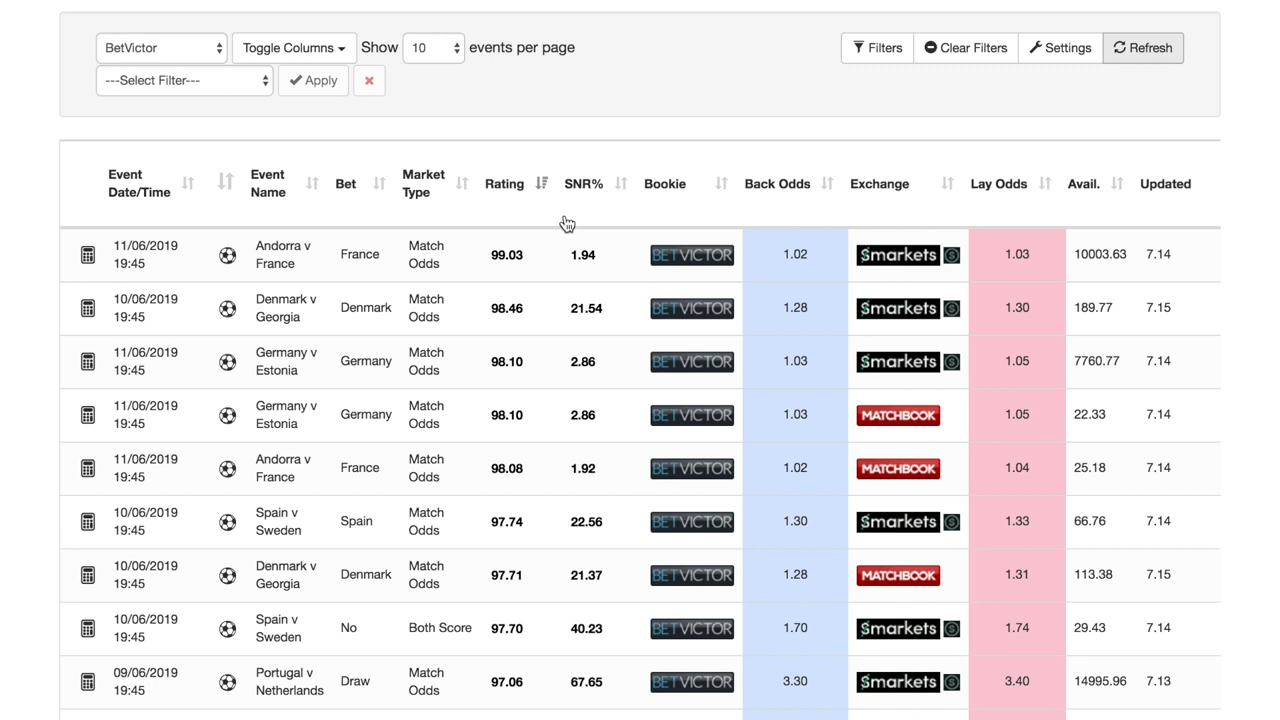 BetVictor Toggle Columns Show 10 events per page Filters Clear Filters Settings Refresh
---Select Filter--- Apply
Event Date/Time Event Name Bet Market Type Rating SNR% Bookie Back Odds Exchange Lay Odds Avail. Updated
11/06/2019 Andorra v France Match 99.03 1.94 BETVICTOR 1.02 Smarkets 1.03 10003.63 7.14
19:45 France Odds
10/06/2019 Denmark v Denmark Match 98.46 21.54 BETVICTOR 1.28 Smarkets 1.30 189.77 7.15
19:45 Georgia Odds
11/06/2019 Germany v Germany Match 98.10 2.86 BETVICTOR 1.03 Smarkets 1.05 7760.77 7.14
19:45 Estonia Odds
11/06/2019 Germany v Germany Match 98.10 2.86 BETVICTOR 1.03 MATCHBOOK 1.05 22.33 7.14
19:45 Estonia Odds
11/06/2019 Andorra v France Match 98.08 1.92 BETVICTOR 1.02 MATCHBOOK 1.04 25.18 7.14
19:45 France Odds
10/06/2019 Spain v Spain Match 97.74 22.56 BETVICTOR 1.30 Smarkets 1.33 66.76 7.14
19:45 Sweden Odds
10/06/2019 Denmark v Denmark Match 97.71 21.37 BETVICTOR 1.28 MATCHBOOK 1.31 113.38 7.15
19:45 Georgia Odds
10/06/2019 Spain v No Both Score 97.70 40.23 BETVICTOR 1.70 Smarkets 1.74 29.43 7.14
19:45 Sweden
09/06/2019 Portugal v Draw Match 97.06 67.65 BETVICTOR 3.30 Smarkets 3.40 14995.96 7.13
19:45 Netherlands Odds